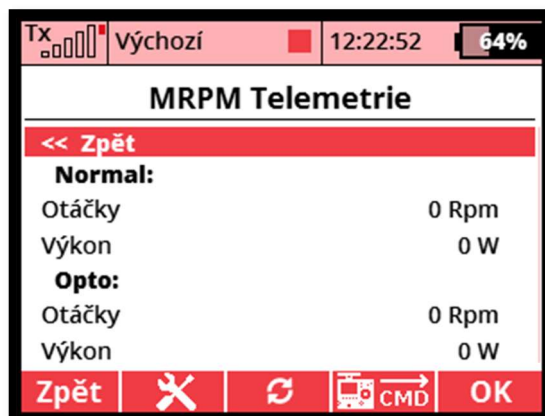 Tx Výchozí 12:22:52 64%
MRPM Telemetrie
<< Zpět
Normal:
Otáčky 0 Rpm
Výkon 0 W
Opto:
Otáčky 0 Rpm
Výkon 0 W
Zpět CMD OK